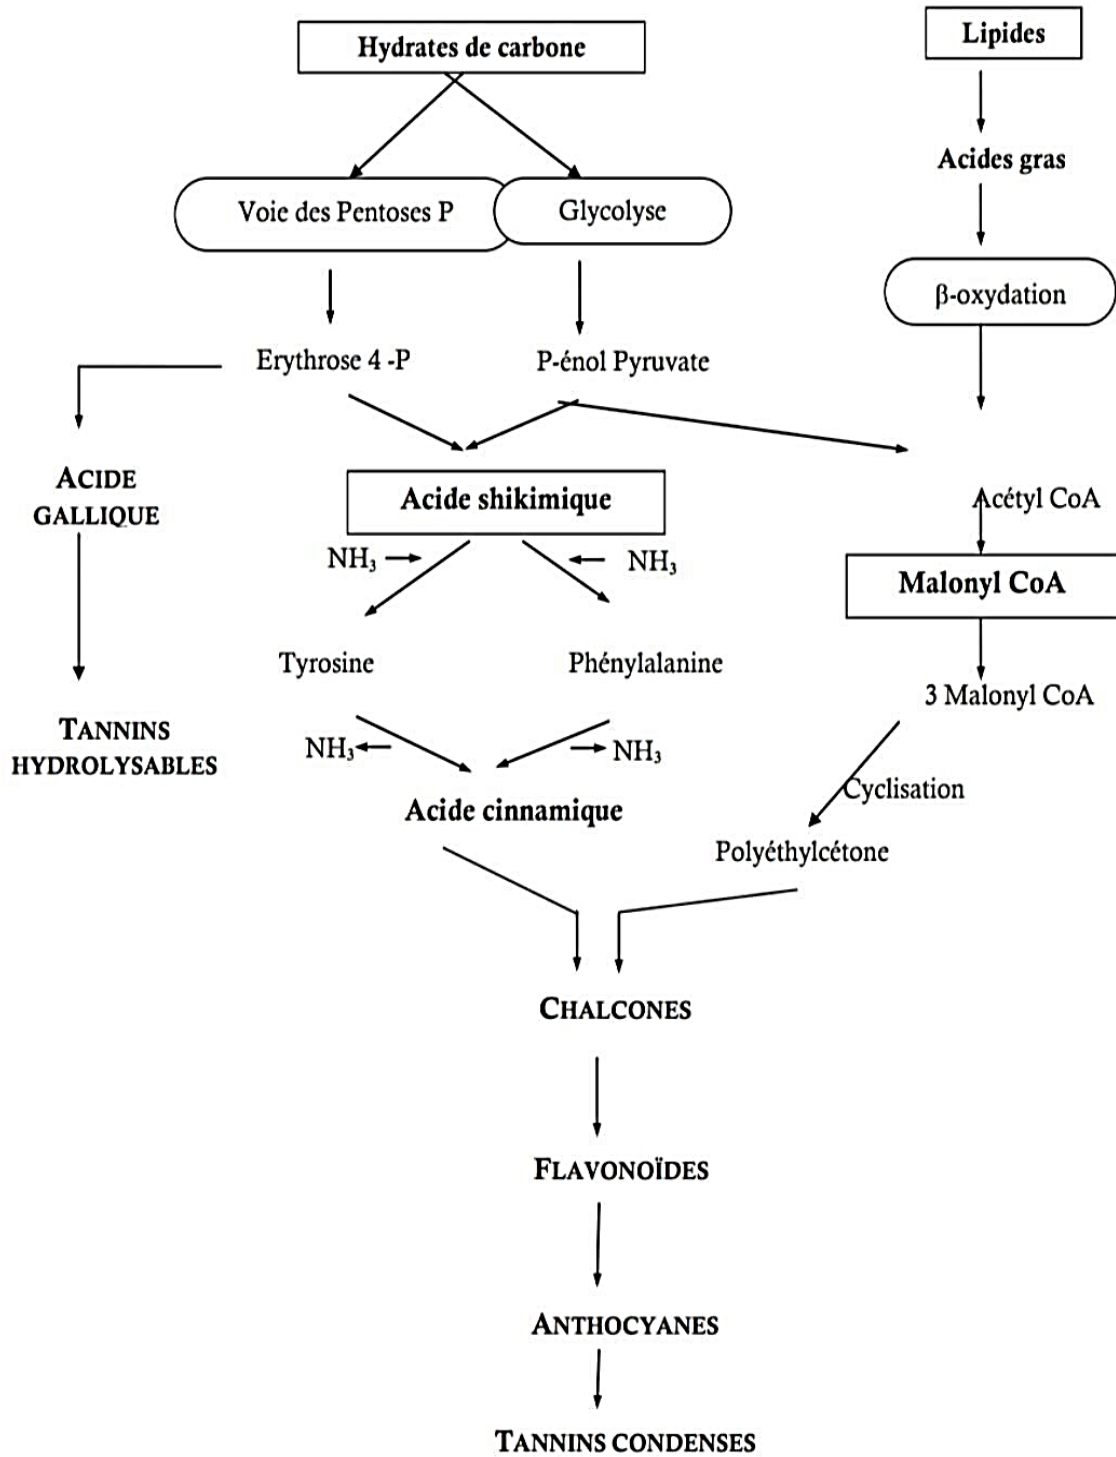 Hydrates de carbone
Lipides
Acides gras
Voie des Pentoses P
Glycolyse
β-oxydation
Erythrose 4 -P
P-énol Pyruvate
ACIDE
GALLIQUE
Acide shikimique
Acétyl CoA
NH₃
NH₃
Malonyl CoA
Tyrosine
Phénylalanine
3 Malonyl CoA
TANNINS
HYDROLYSABLES
NH₃
NH₃
Cyclisation
Acide cinnamique
Polyéthylcétone
CHALCONES
FLAVONOÏDES
ANTHOCYANES
TANNINS CONDENSES